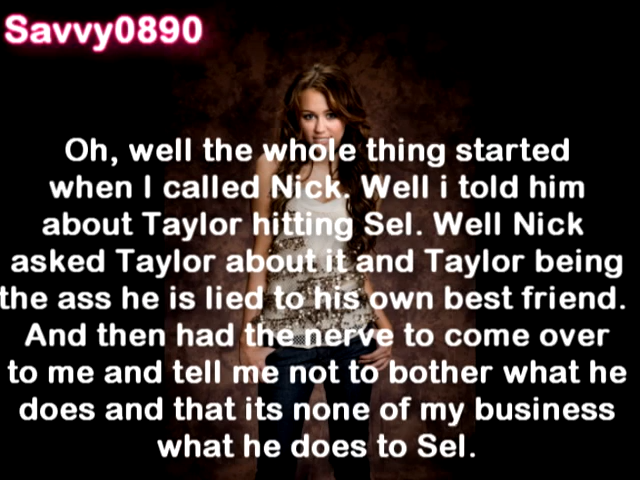 Savvy0890
Oh, well the whole thing started
when I called Nick. Well i told him
about Taylor hitting Sel. Well Nick
asked Taylor about it and Taylor being
the ass he is lied to his own best friend.
And then had the nerve to come over
to me and tell me not to bother what he
does and that its none of my business
what he does to Sel.